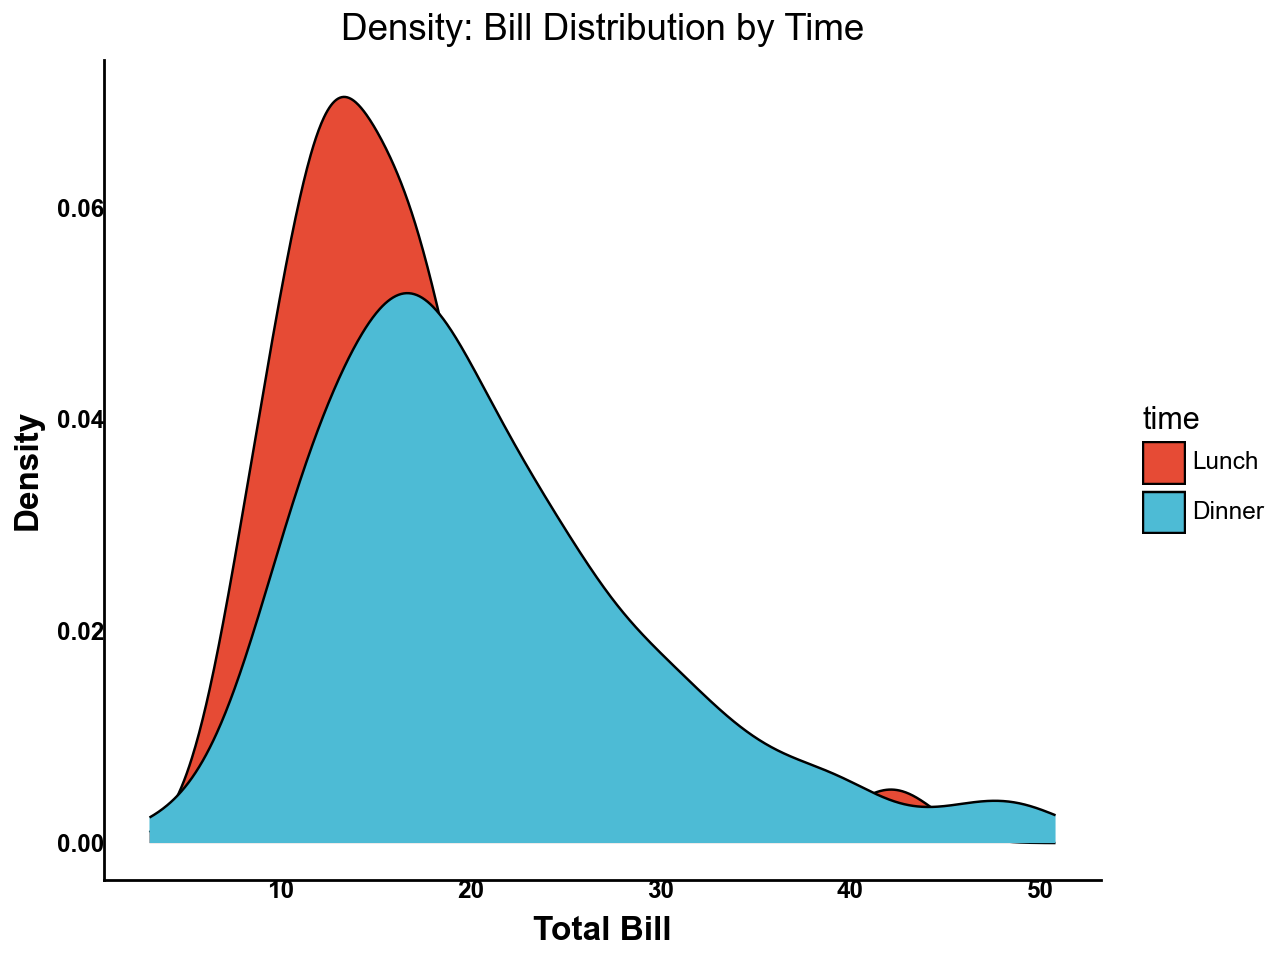 Density: Bill Distribution by Time
0.06
0.04
0.02
0.00
Density
10 20 30 40 50
Total Bill
time
Lunch
Dinner